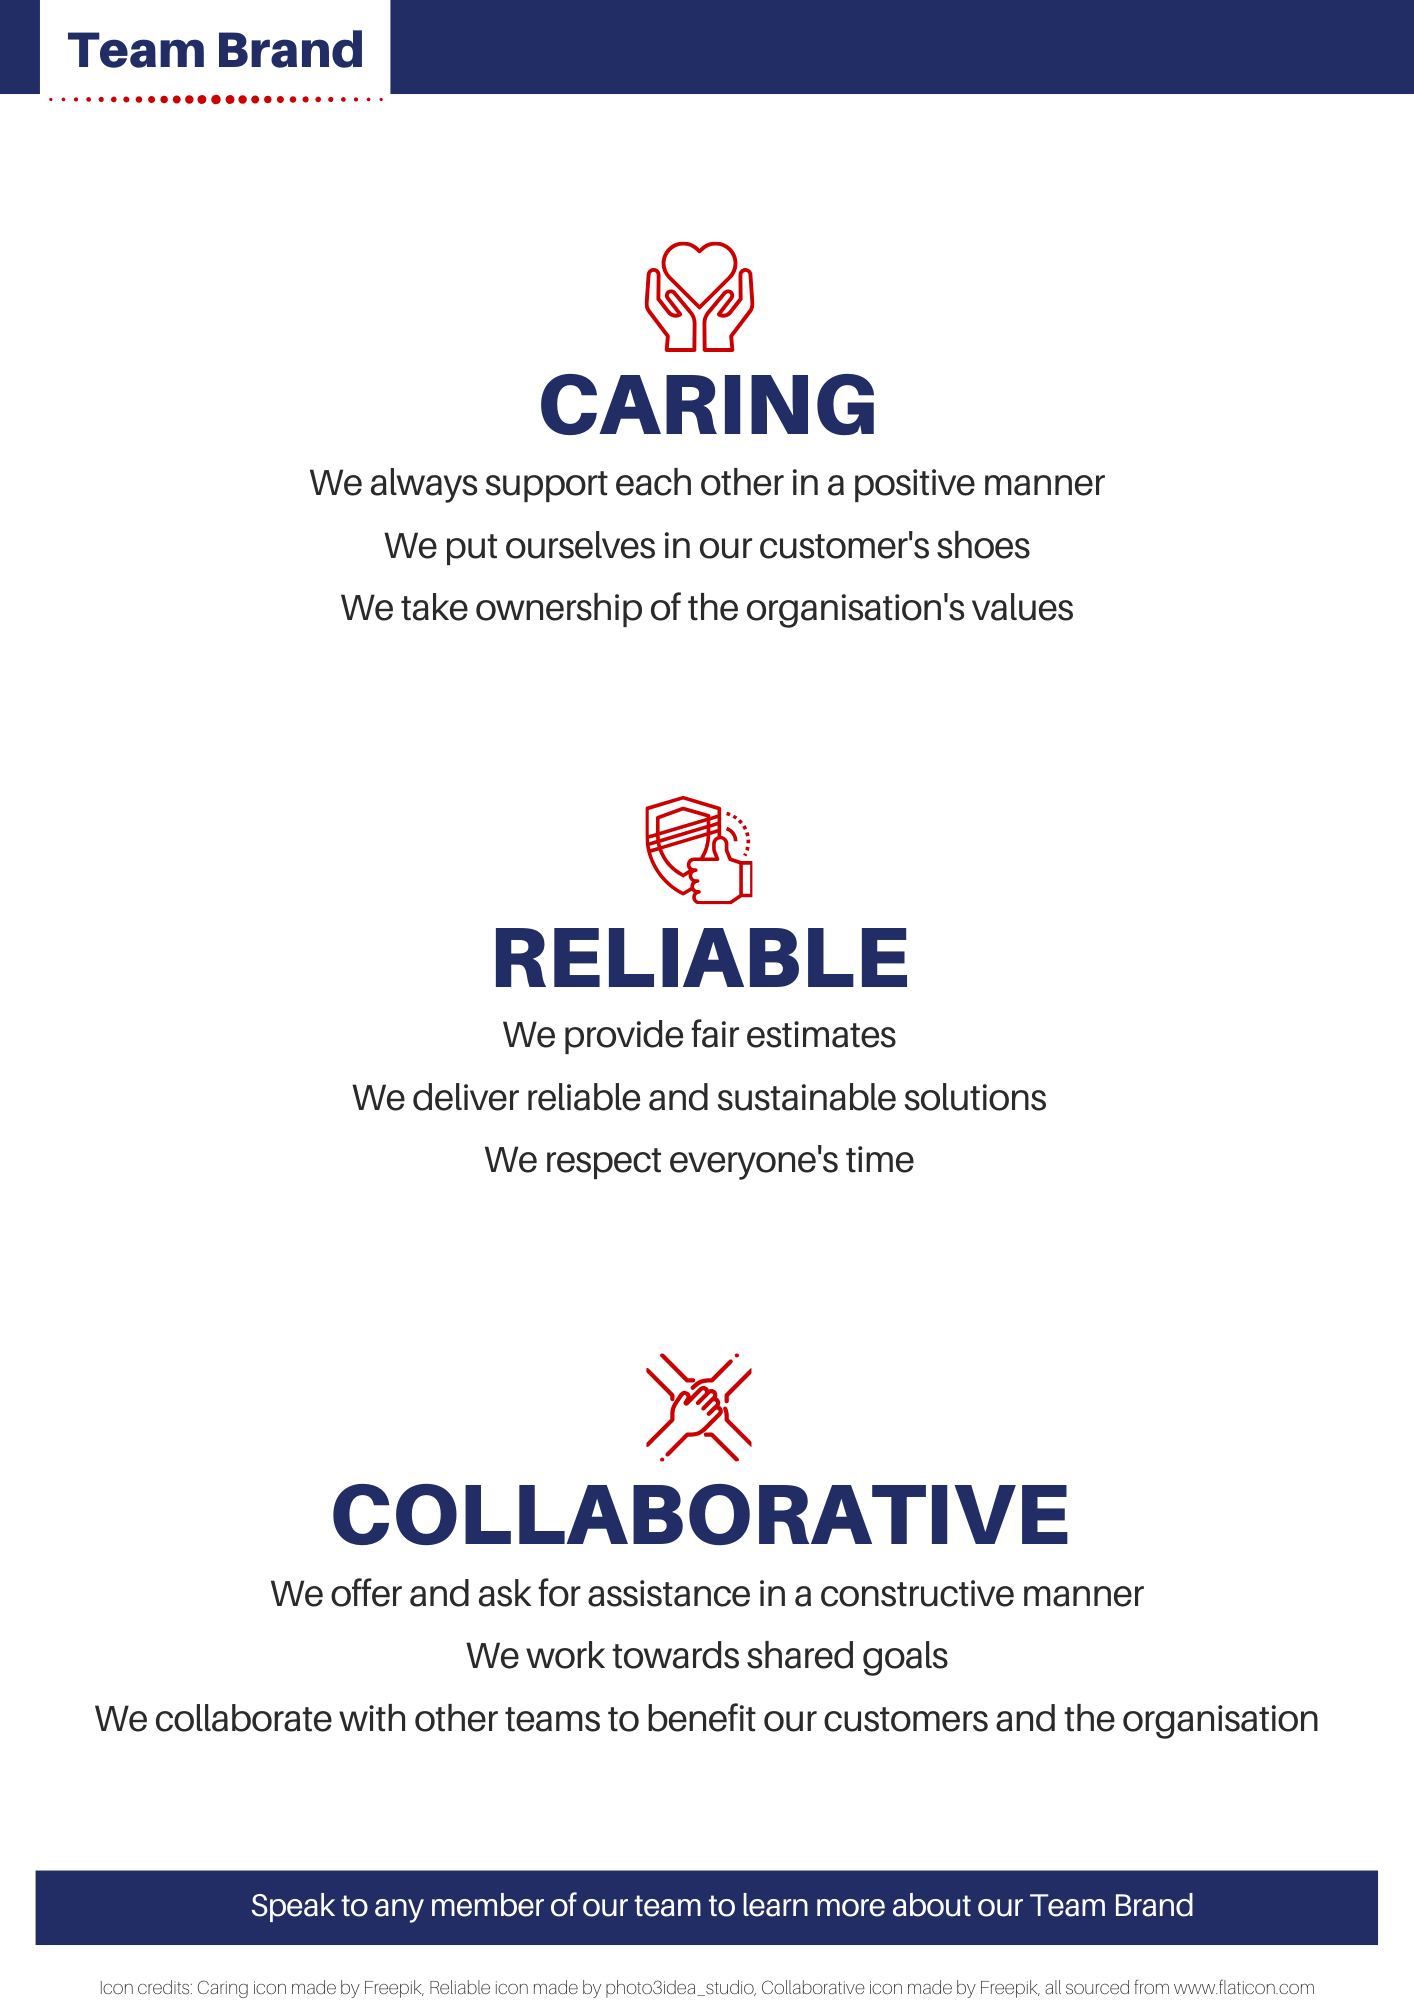 Team Brand
CARING
We always support each other in a positive manner
We put ourselves in our customer's shoes
We take ownership of the organisation's values
RELIABLE
We provide fair estimates
We deliver reliable and sustainable solutions
We respect everyone's time
COLLABORATIVE
We offer and ask for assistance in a constructive manner
We work towards shared goals
We collaborate with other teams to benefit our customers and the organisation
Speak to any member of our team to learn more about our Team Brand
Icon credits: Caring icon made by Freepik, Reliable icon made by photo3idea_studio, Collaborative icon made by Freepik, all sourced from www.flaticon.com